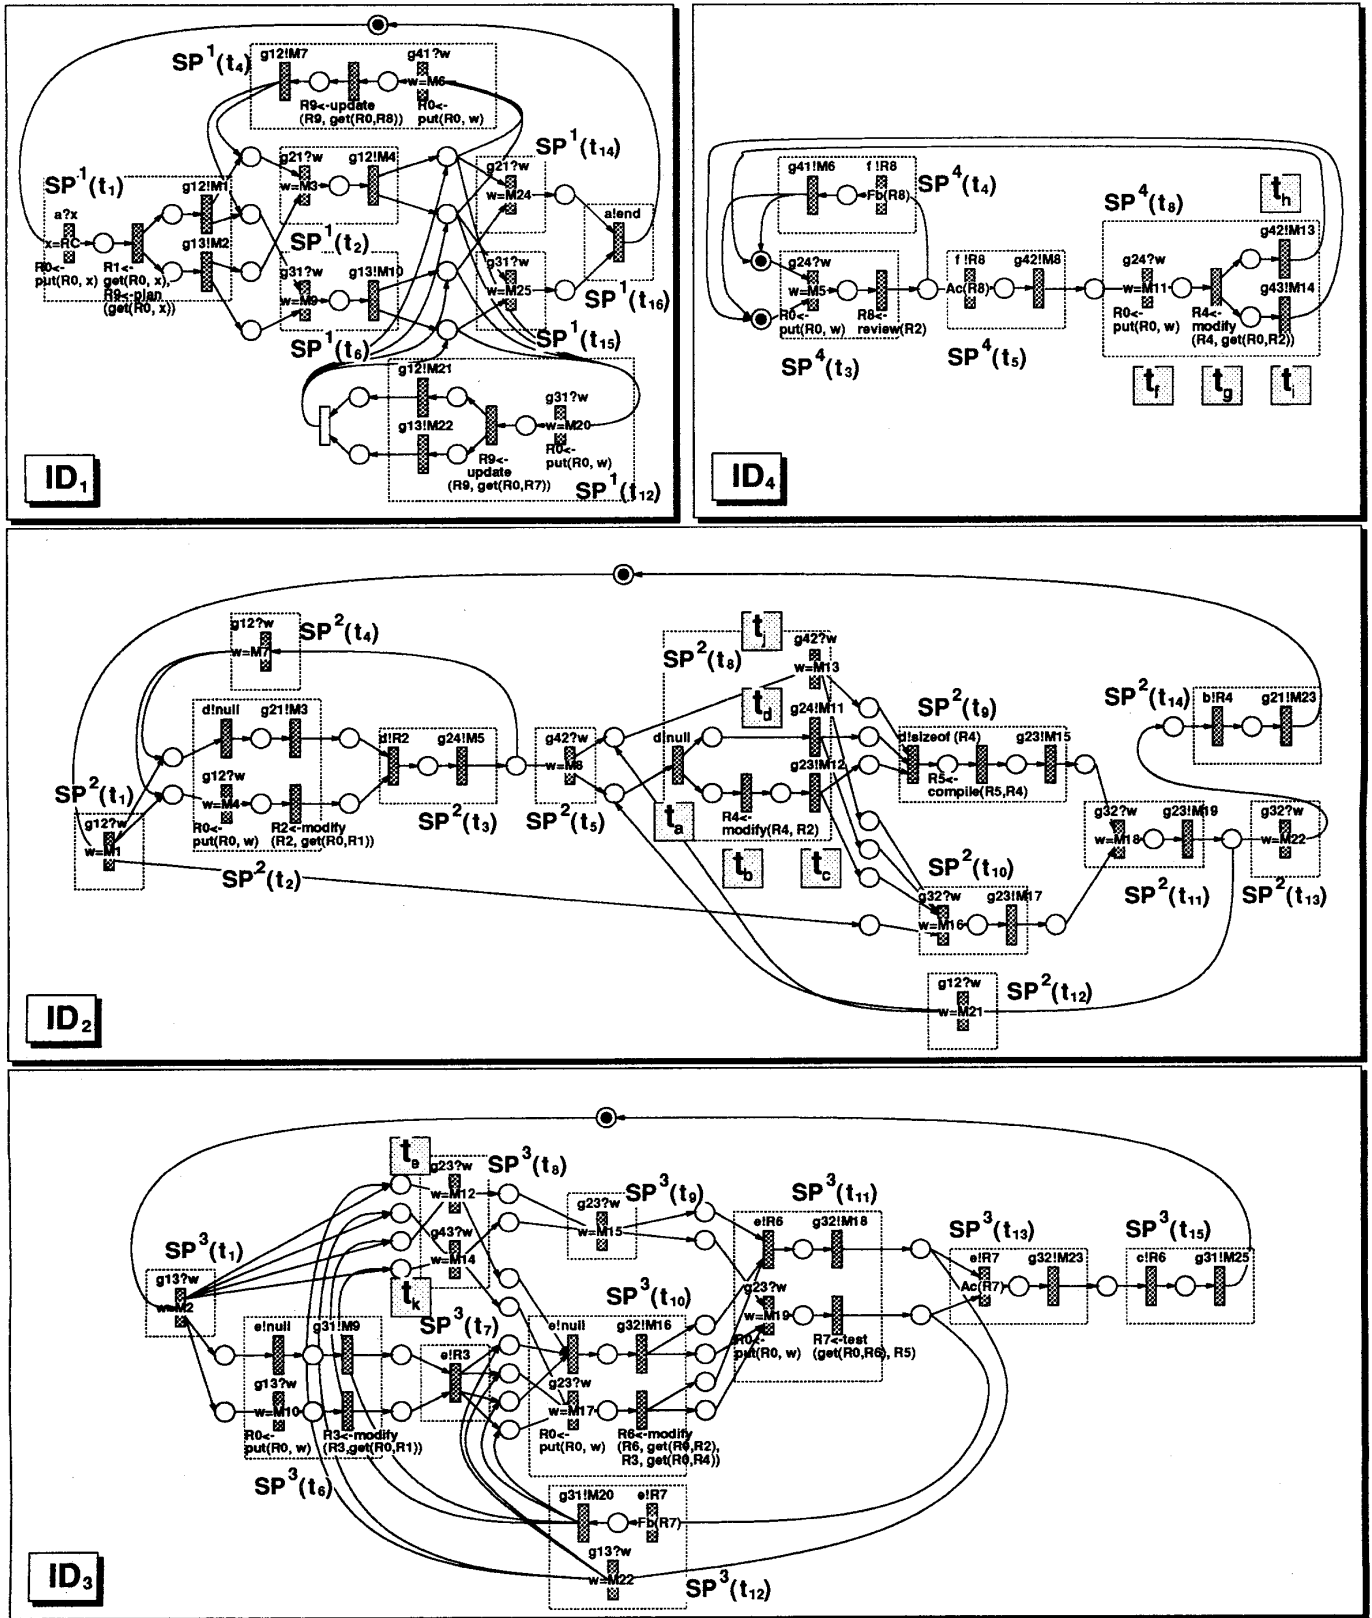 g12!M7
g41?w
SP1(t4)
w=M6
R9<-update
(R9, get(R0,R8))
R0<-
put(R0, w)
SP1(t1)
g12!M1
a?x
x=RC
g13!M2
R0<-
put(R0, x)
R1<-
get(R0, x),
R9<-plan
(get(R0, x))
g21?w
w=M3
g12!M4
SP1(t2)
g31?w
w=M9
g13!M10
SP1(t6)
SP1(t14)
g21?w
w=M24
g31?w
w=M25
SP1(t15)
a!end
SP1(t16)
g12!M21
g13!M22
R9<-
update
(R9, get(R0,R7))
g31?w
w=M20
R0<-
put(R0, w)
SP1(t12)
ID1
g41!M6
f!R8
Fb(R8)
SP4(t4)
g24?w
w=M5
R0<-
put(R0, w)
R8<-
review(R2)
SP4(t3)
f!R8
Ac(R8)
g42!M8
SP4(t5)
SP4(t8)
th
g42!M13
g24?w
w=M11
g43!M14
R0<-
put(R0, w)
R4<-
modify
(R4, get(R0,R2))
tf
tg
ti
ID4
g12?w
w=M7
SP2(t4)
d!null
g21!M3
g12?w
w=M4
R0<-
put(R0, w)
R2<-modify
(R2, get(R0,R1))
SP2(t1)
g12?w
w=M1
SP2(t2)
d!R2
g24!M5
SP2(t3)
g42?w
w=M8
SP2(t5)
tj
SP2(t8)
g42?w
w=M13
td
g24!M11
d!null
g23!M12
R4<-
modify(R4, R2)
ta
tb
tc
SP2(t9)
d!sizeof (R4)
g23!M15
R5<-
compile(R5,R4)
SP2(t10)
g32?w
w=M16
g23!M17
g32?w
w=M18
g23!M19
SP2(t11)
g32?w
w=M22
SP2(t13)
SP2(t14)
b!R4
g21!M23
g12?w
w=M21
SP2(t12)
ID2
te
g23?w
w=M12
SP3(t8)
g43?w
w=M14
tk
SP3(t1)
g13?w
w=M2
e!null
g31!M9
g13?w
w=M10
R0<-
put(R0, w)
R3<-modify
(R3,get(R0,R1))
SP3(t6)
SP3(t7)
e!R3
g23?w
w=M15
SP3(t9)
SP3(t10)
e!null
g32!M16
g23?w
w=M17
R0<-
put(R0, w)
R6<-modify
(R6, get(R0,R2),
R3, get(R0,R4))
SP3(t11)
e!R6
g32!M18
g23?w
w=M19
R0<-
put(R0, w)
R7<-test
(get(R0,R6), R5)
SP3(t13)
e!R7
Ac(R7)
g32!M23
SP3(t15)
c!R6
g31!M25
g31!M20
e!R7
Fb(R7)
g13?w
w=M22
SP3(t12)
ID3